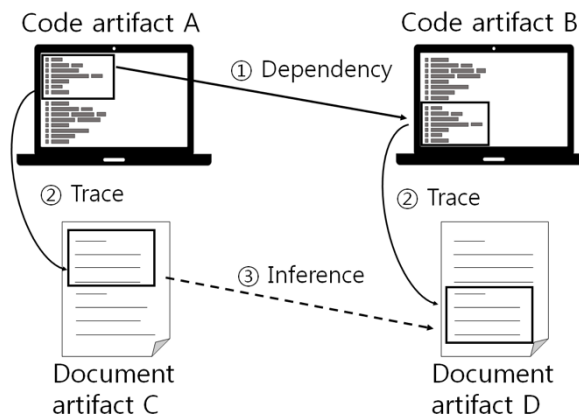 Code artifact A
Code artifact B
① Dependency
② Trace
② Trace
③ Inference
Document
artifact C
Document
artifact D